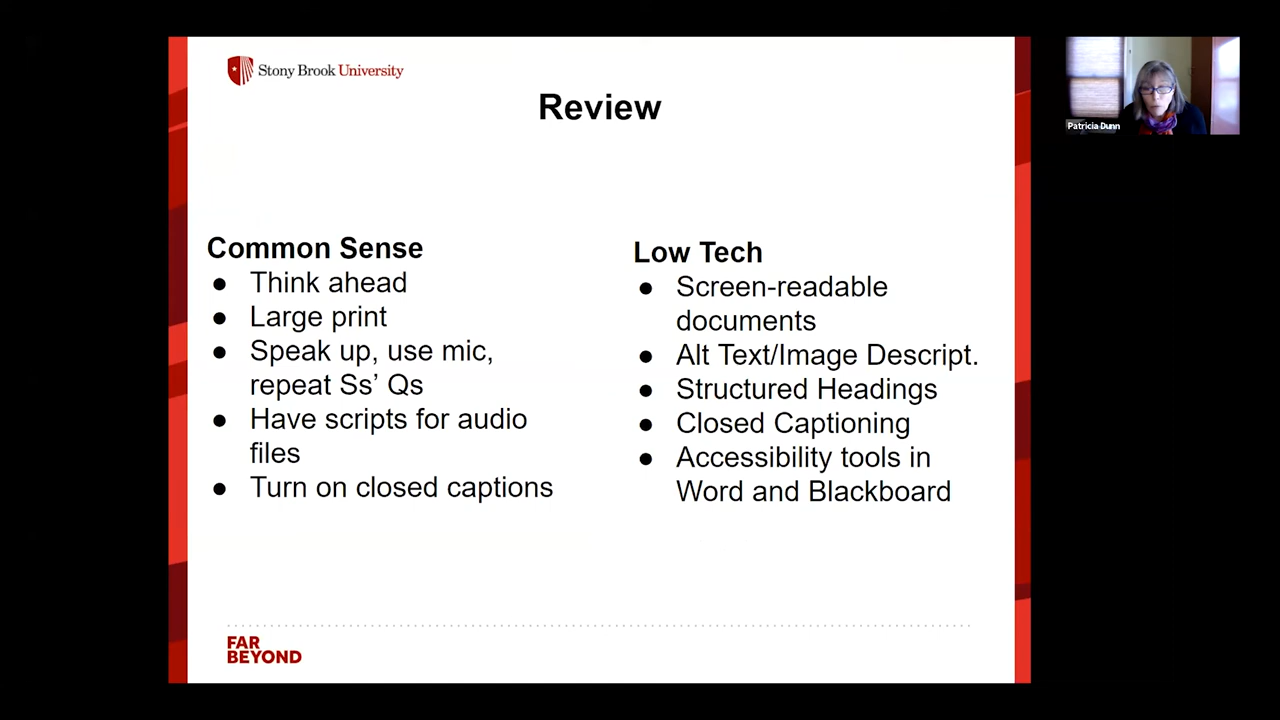 Stony Brook University
Review
Common Sense
● Think ahead
● Large print
● Speak up, use mic,
repeat Ss’ Qs
● Have scripts for audio
files
● Turn on closed captions
Low Tech
● Screen-readable
documents
● Alt Text/Image Descript.
● Structured Headings
● Closed Captioning
● Accessibility tools in
Word and Blackboard
FAR
BEYOND
Patricia Dunn